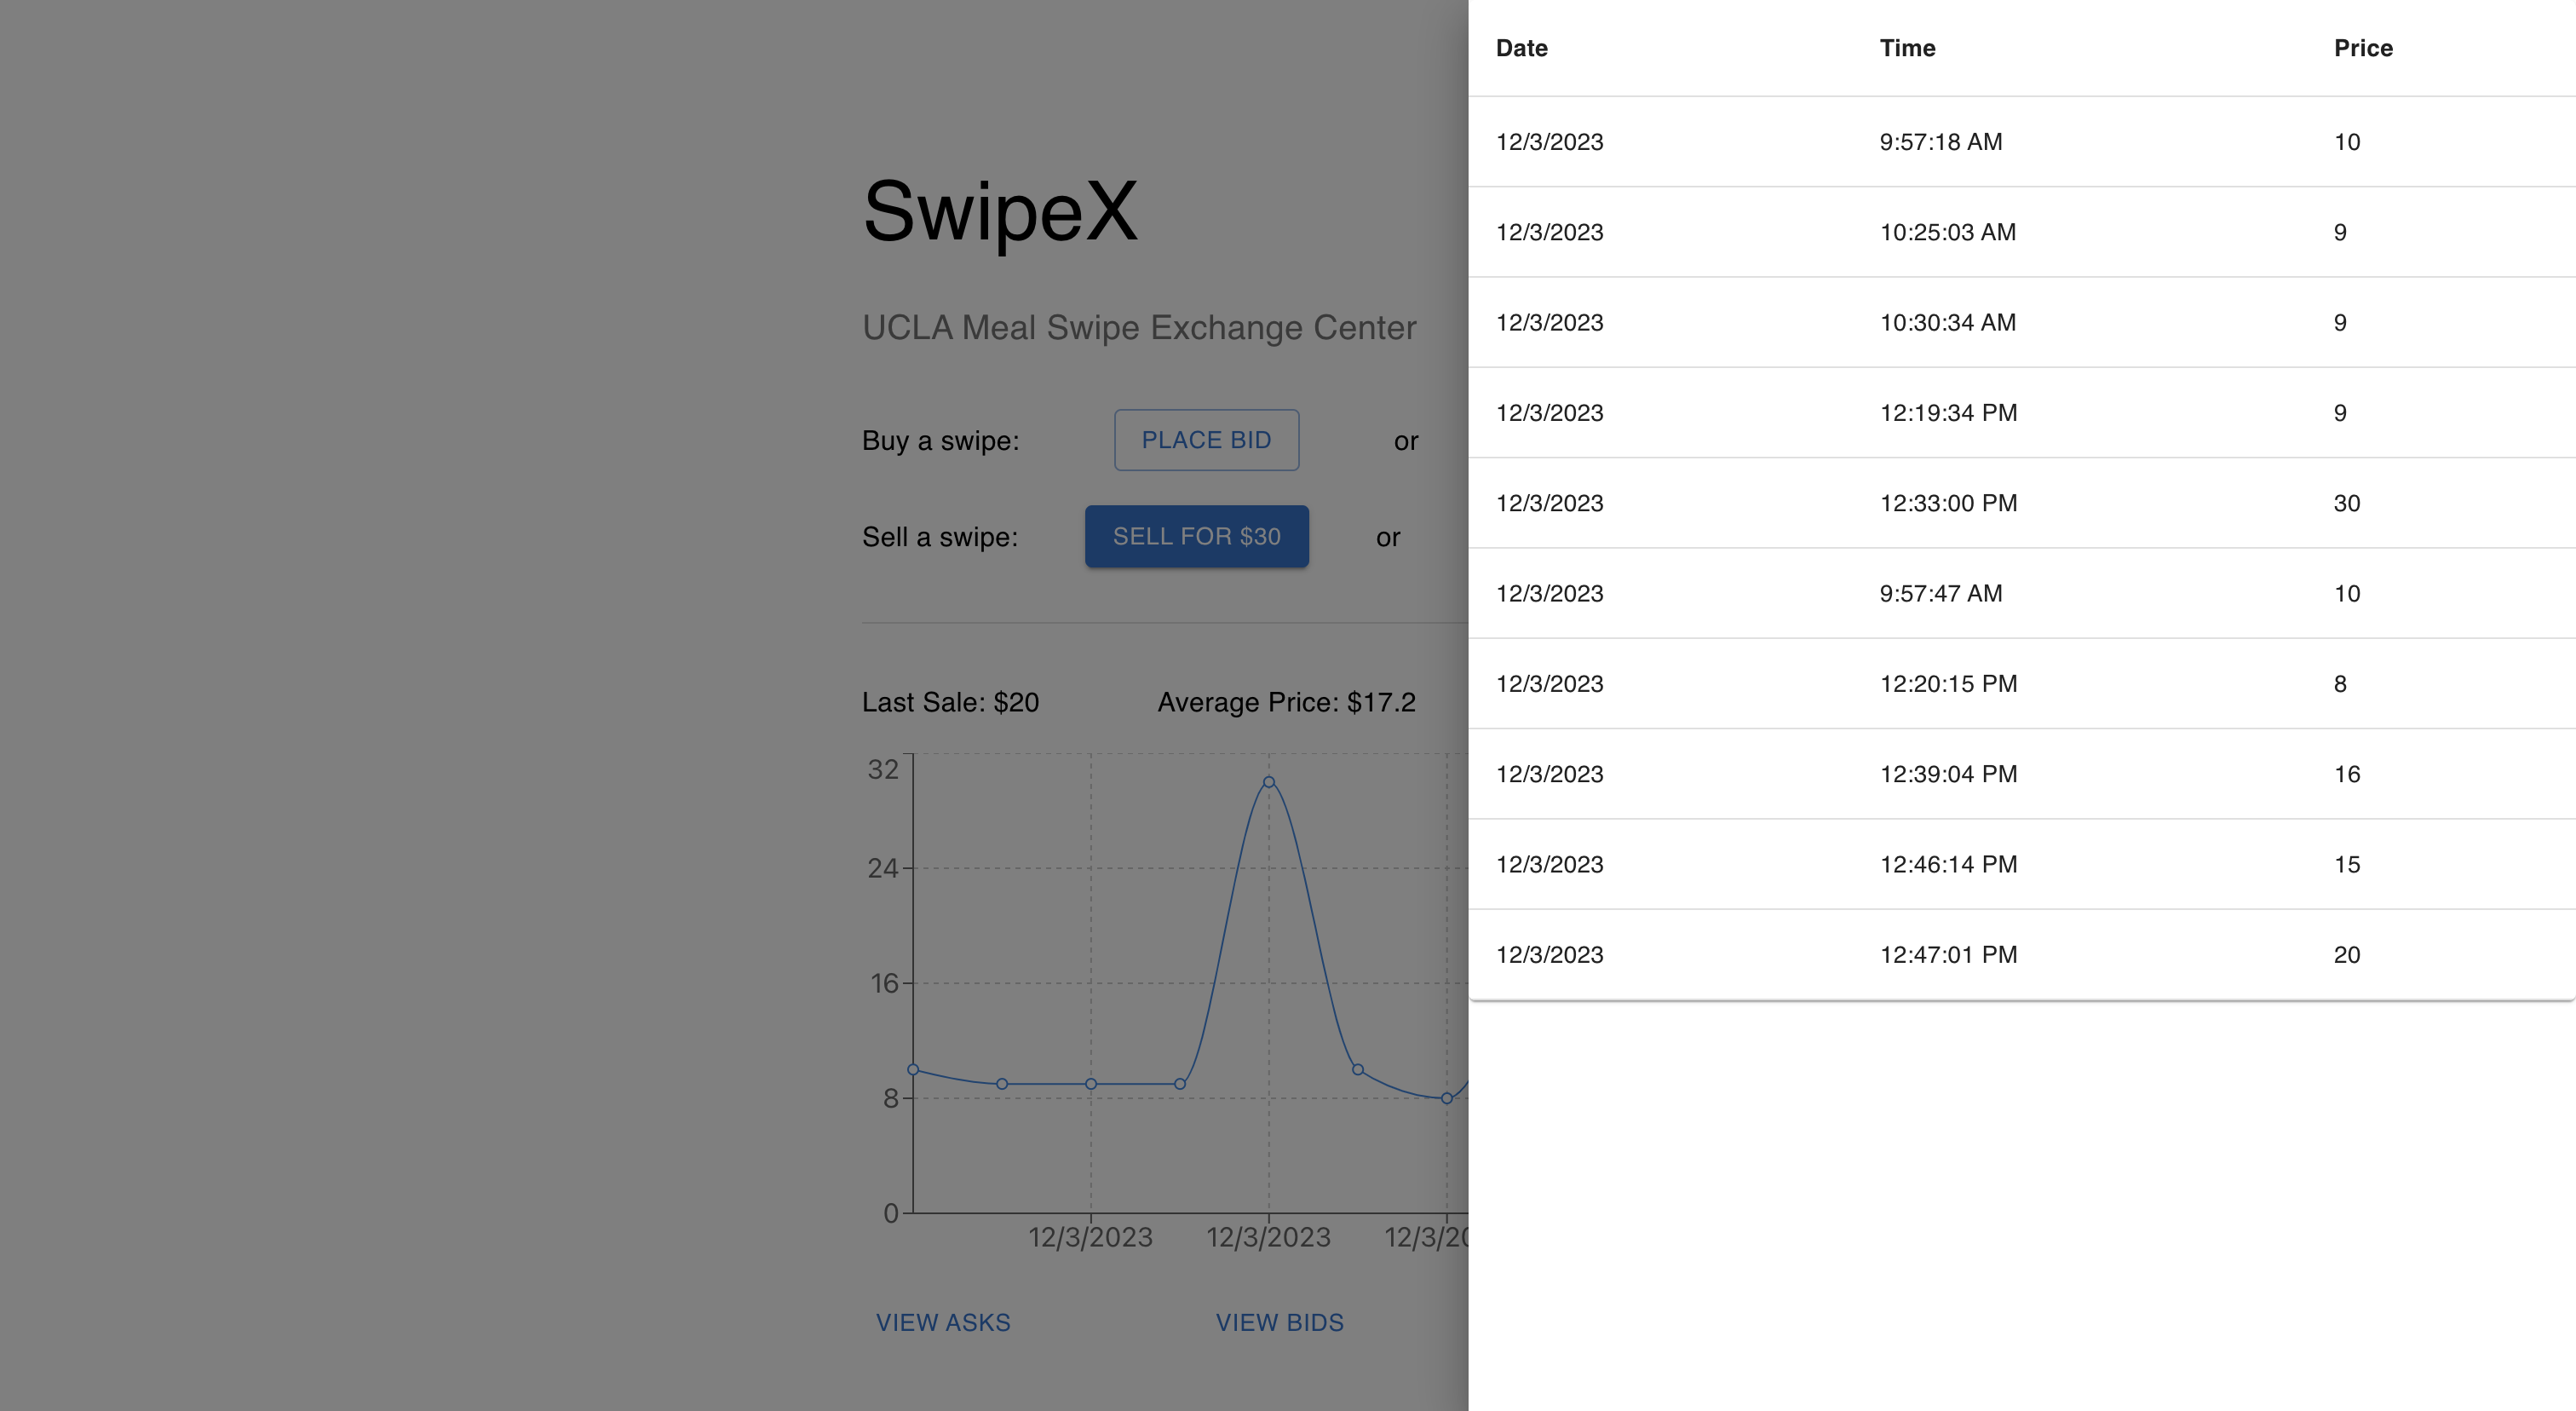 SwipeX
UCLA Meal Swipe Exchange Center
Buy a swipe: PLACE BID or
Sell a swipe: SELL FOR $30 or
Last Sale: $20 Average Price: $17.2
32
24
16
8
0
12/3/2023 12/3/2023 12/3/20
VIEW ASKS VIEW BIDS
Date Time Price
12/3/2023 9:57:18 AM 10
12/3/2023 10:25:03 AM 9
12/3/2023 10:30:34 AM 9
12/3/2023 12:19:34 PM 9
12/3/2023 12:33:00 PM 30
12/3/2023 9:57:47 AM 10
12/3/2023 12:20:15 PM 8
12/3/2023 12:39:04 PM 16
12/3/2023 12:46:14 PM 15
12/3/2023 12:47:01 PM 20